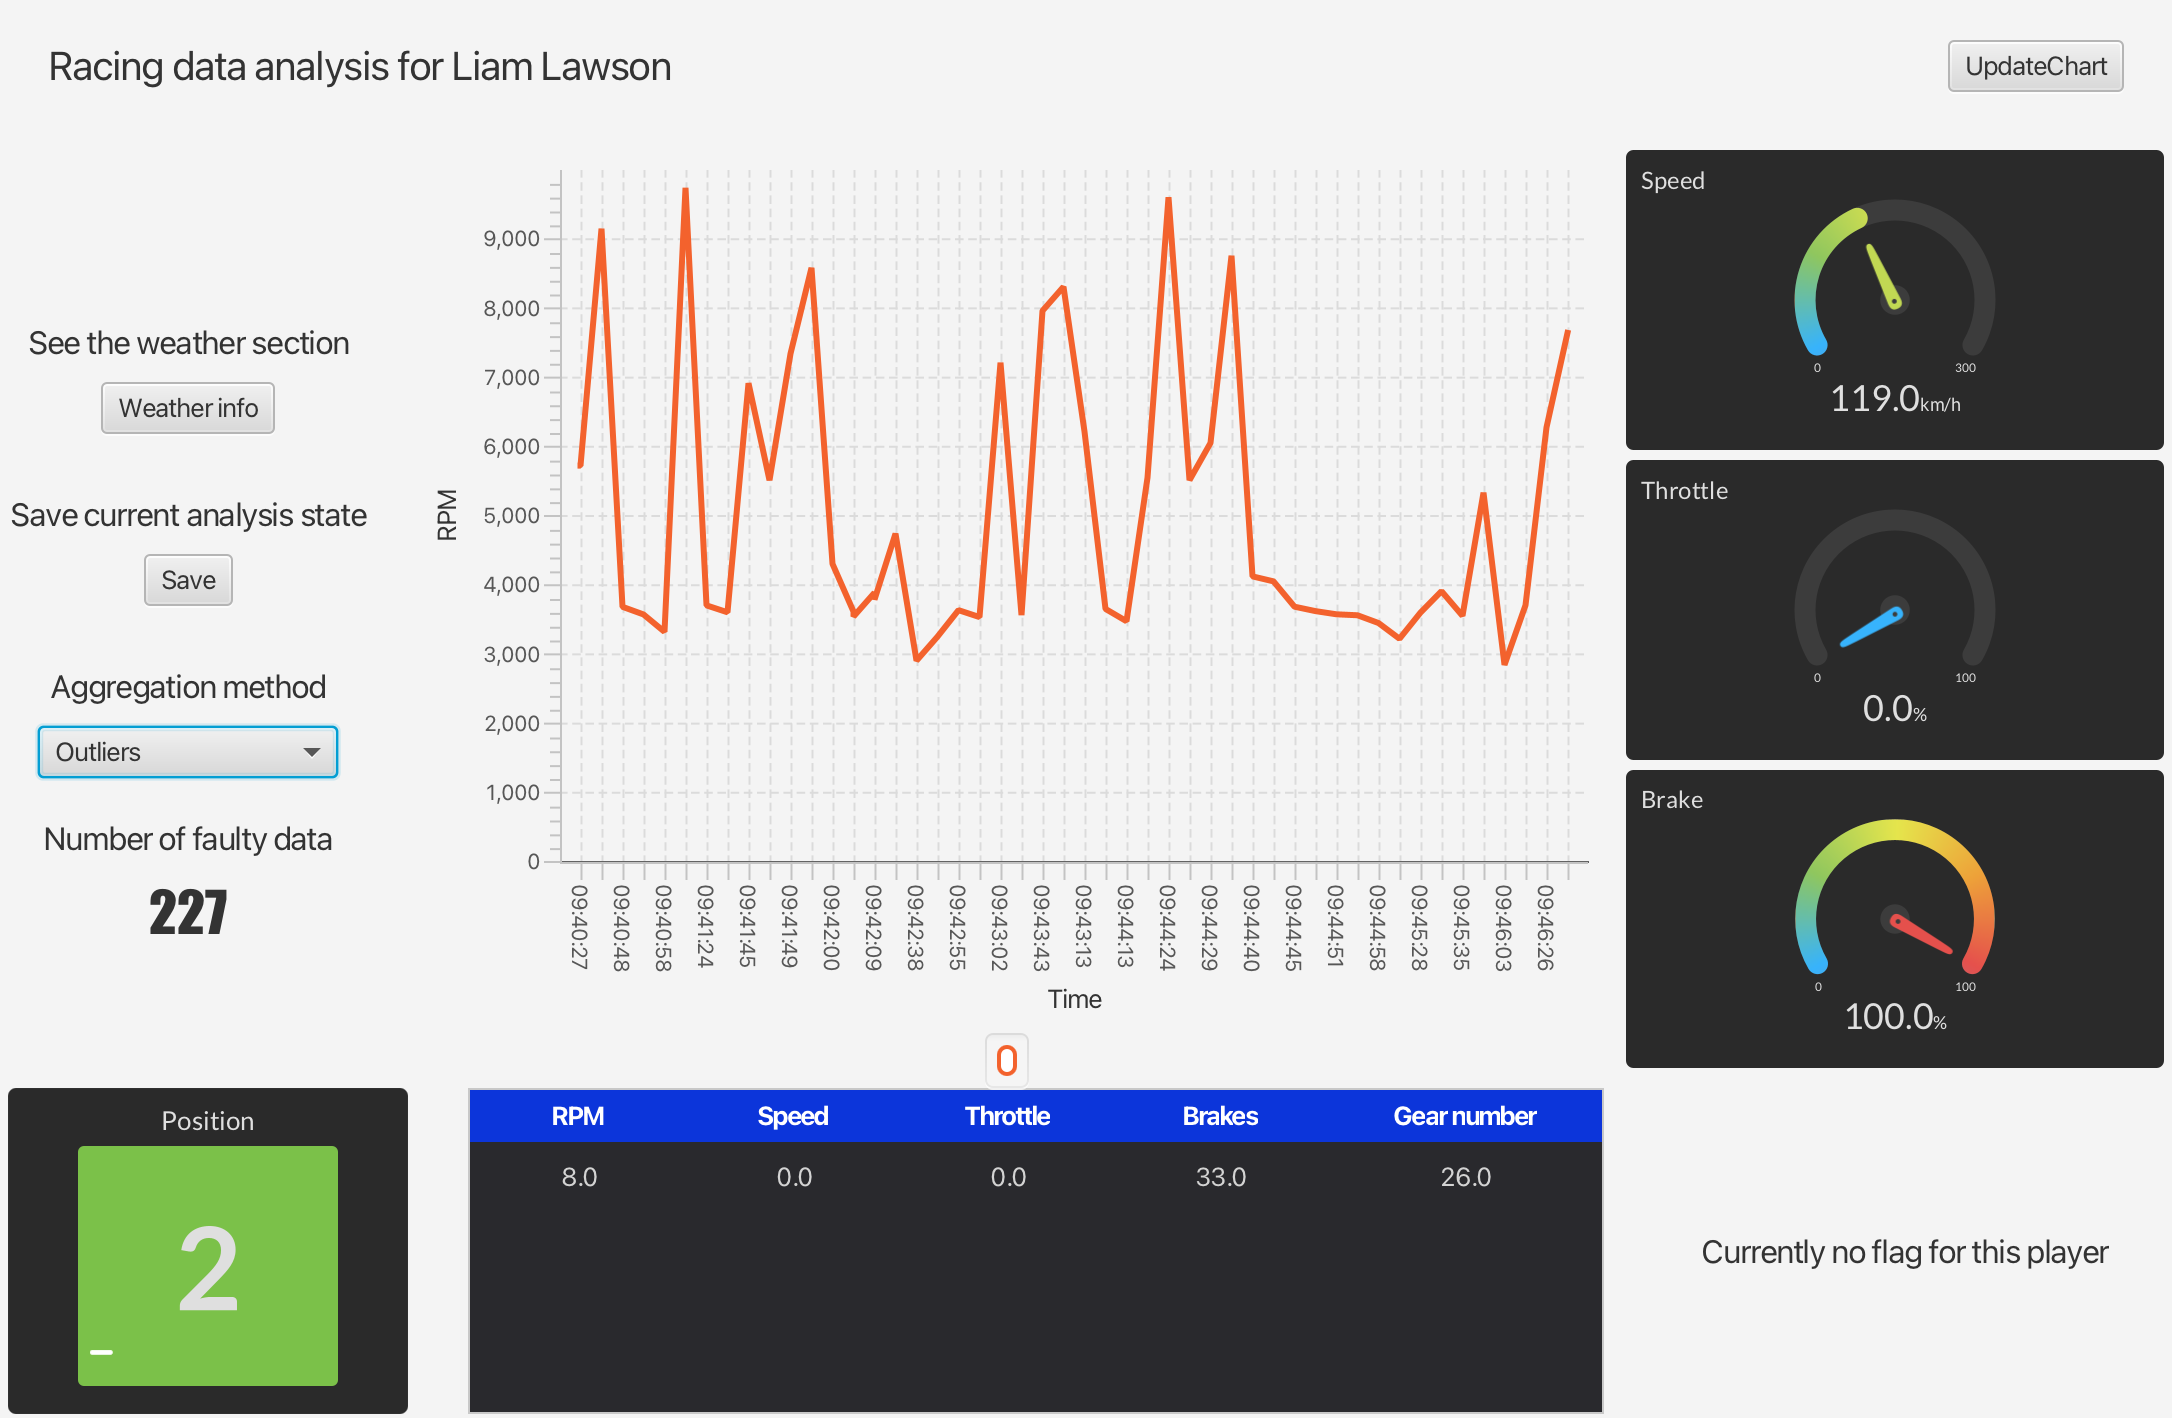 Racing data analysis for Liam Lawson
UpdateChart
See the weather section
Weather info
Save current analysis state
Save
Aggregation method
Outliers
Number of faulty data
227
RPM
9,000
8,000
7,000
6,000
5,000
4,000
3,000
2,000
1,000
0
09:40:27
09:40:48
09:40:58
09:41:24
09:41:45
09:41:49
09:42:00
09:42:09
09:42:38
09:42:55
09:43:02
09:43:43
09:43:13
09:44:13
09:44:24
09:44:29
09:44:40
09:44:45
09:44:51
09:44:58
09:45:28
09:45:35
09:46:03
09:46:26
Time
0
Speed
0 300
119.0km/h
Throttle
0 100
0.0%
Brake
0 100
100.0%
Position
2
RPM Speed Throttle Brakes Gear number
8.0 0.0 0.0 33.0 26.0
Currently no flag for this player